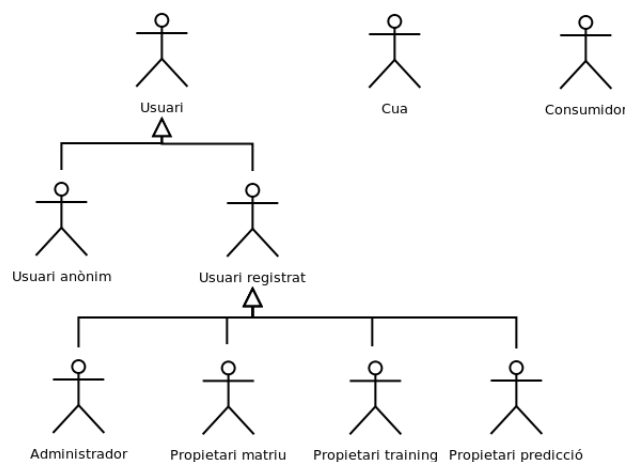 Usuari
Cua
Consumidor
Usuari anònim
Usuari registrat
Administrador
Propietari matriu
Propietari training
Propietari predicció